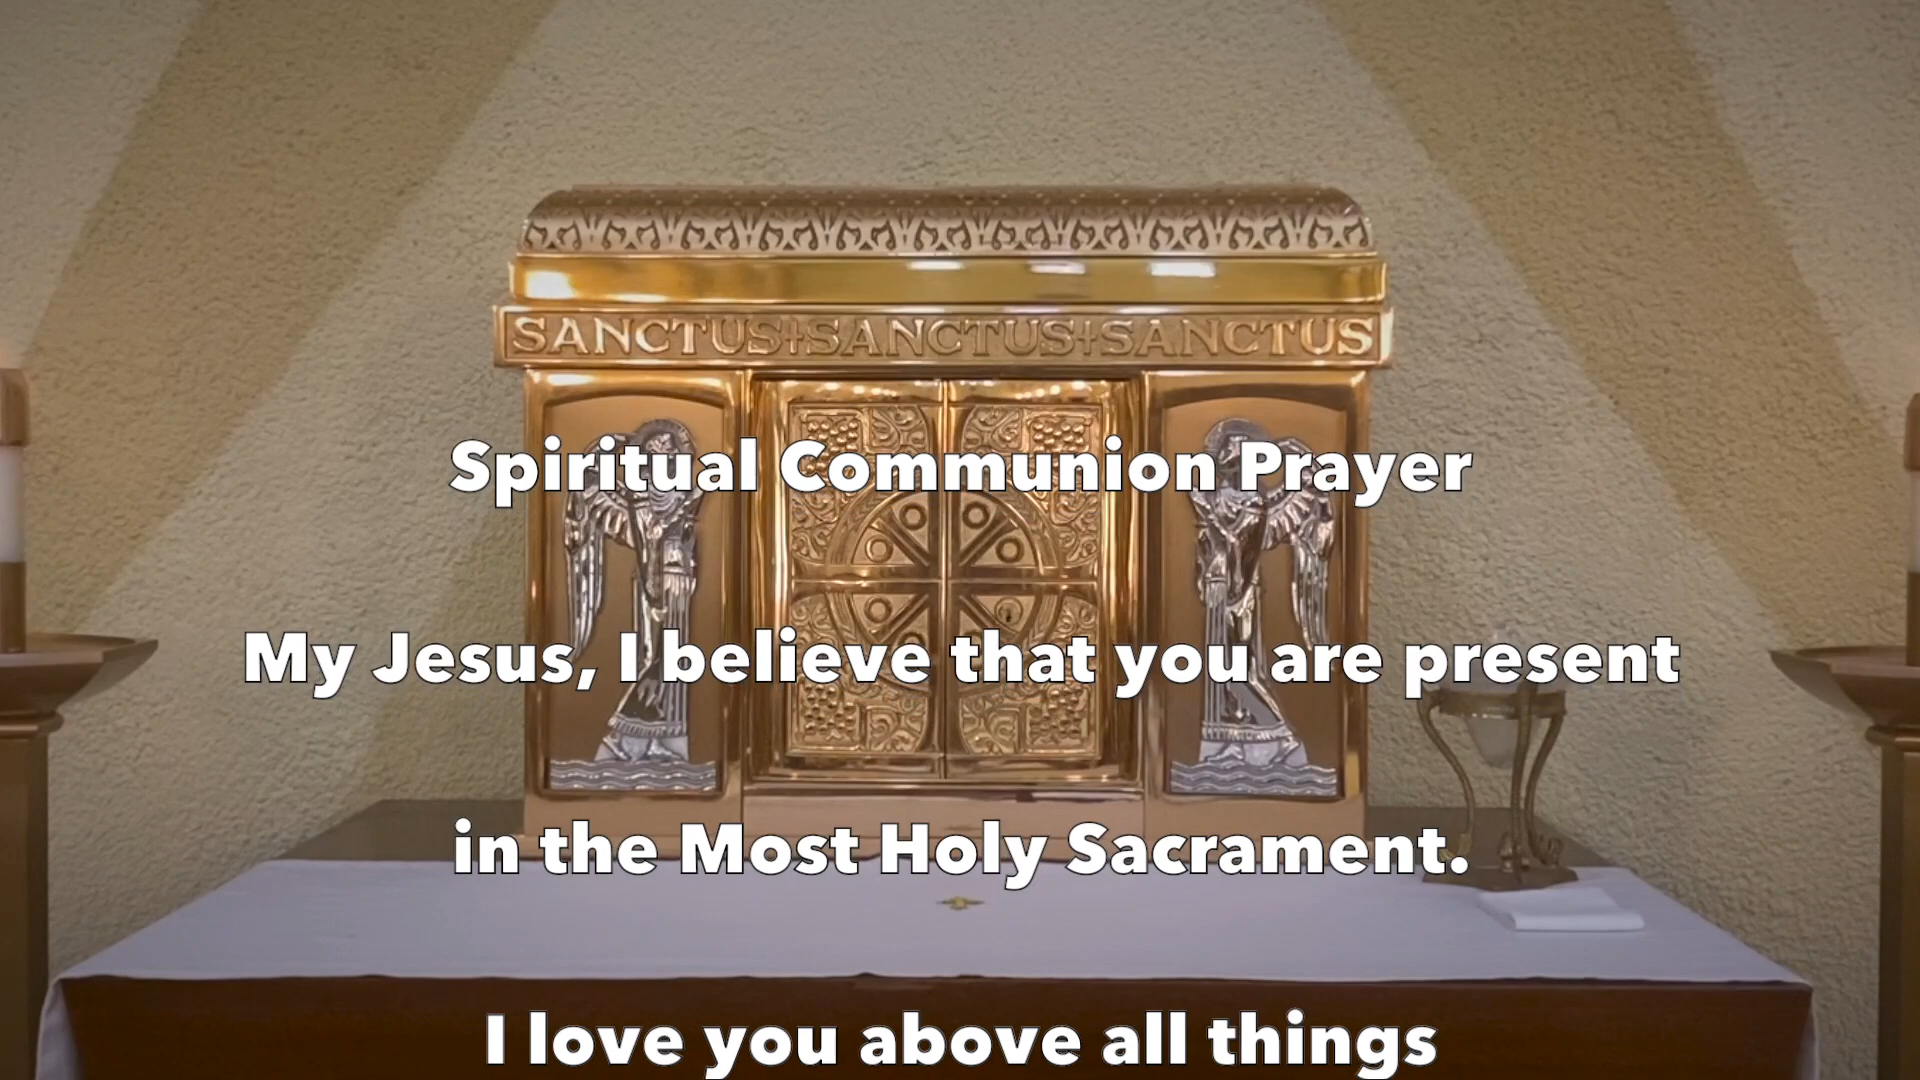 SANCTUS+SANCTUS+SANCTUS
Spiritual Communion Prayer
My Jesus, I believe that you are present
in the Most Holy Sacrament.
I love you above all things